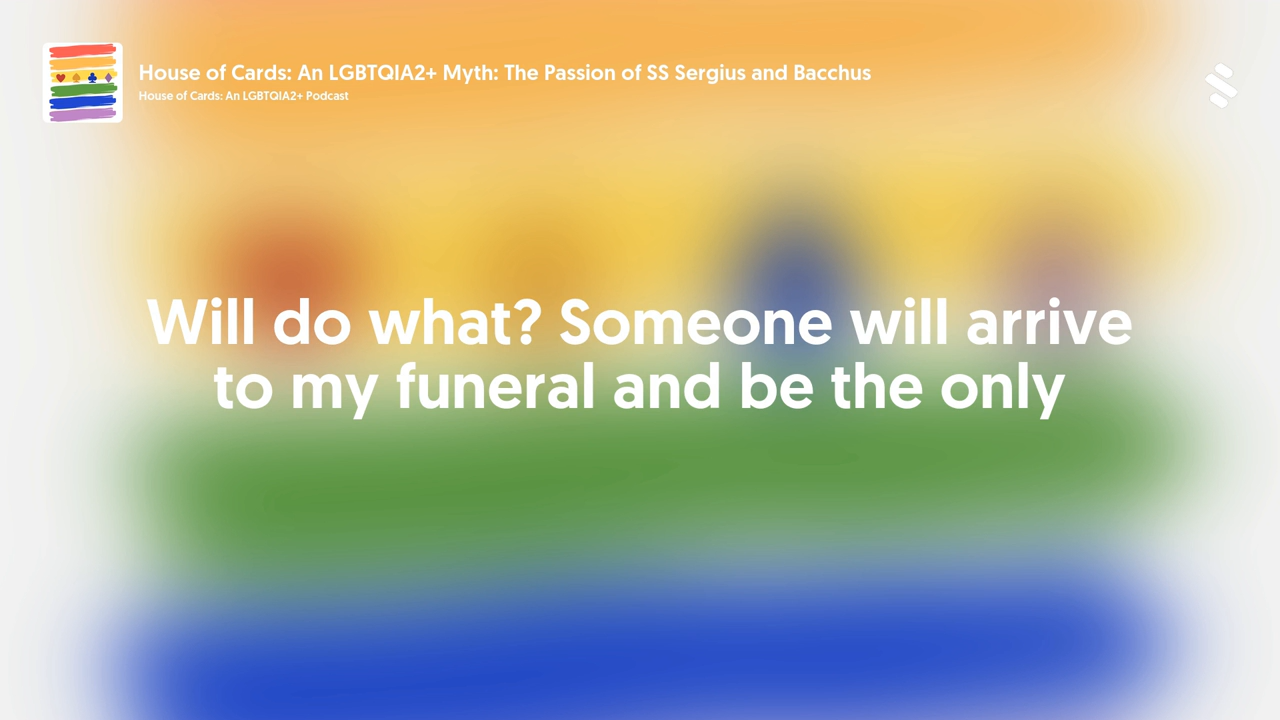 House of Cards: An LGBTQIA2+ Myth: The Passion of SS Sergius and Bacchus
House of Cards: An LGBTQIA2+ Podcast
Will do what? Someone will arrive
to my funeral and be the only